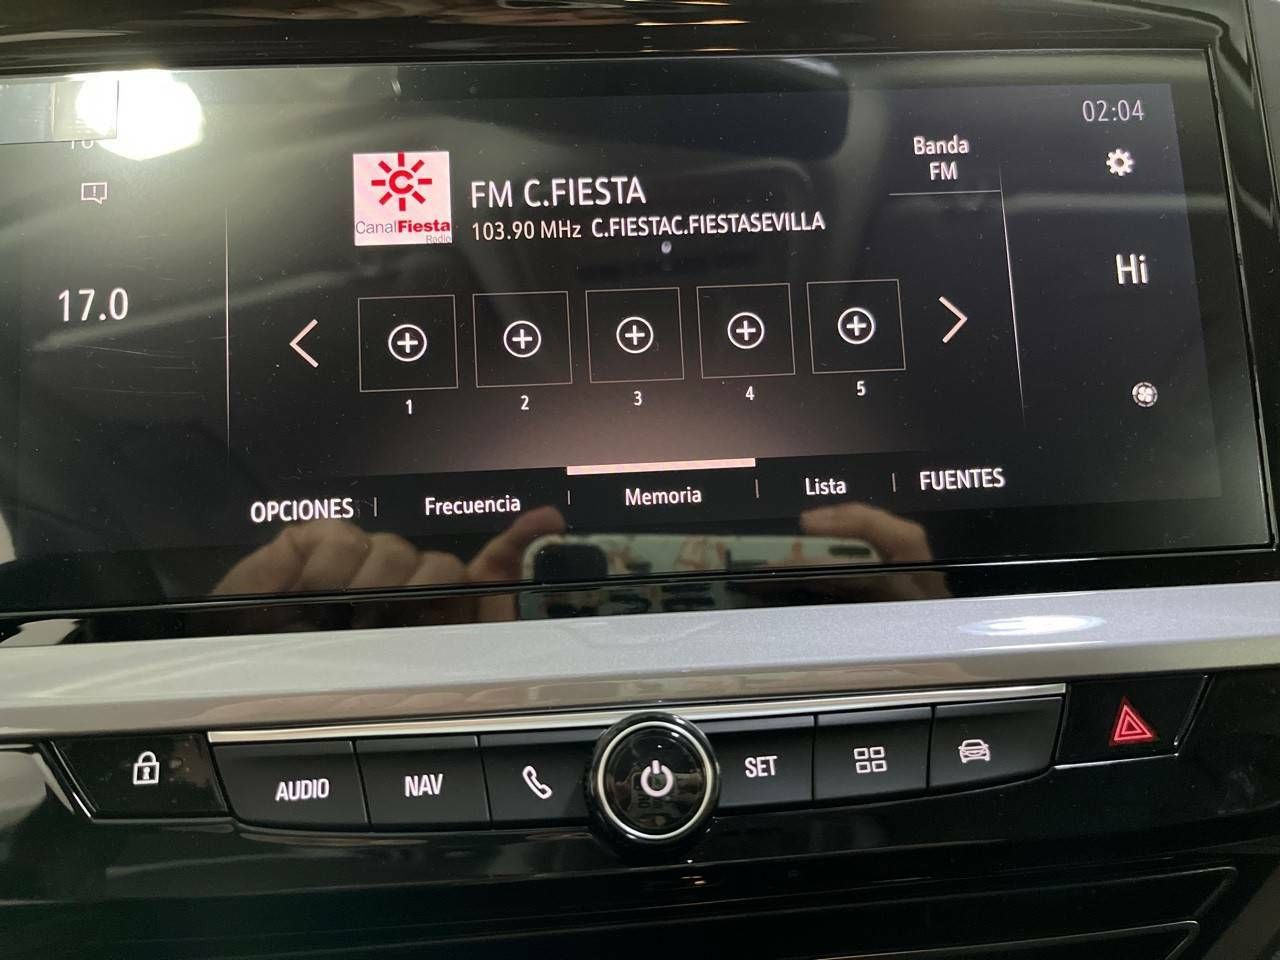 02:04
Banda
FM
CanalFiesta
Radio
FM C.FIESTA
103.90 MHz C.FIESTAC.FIESTASEVILLA
17.0
Hi
1
2
3
4
5
OPCIONES
Frecuencia
Memoria
Lista
FUENTES
AUDIO
NAV
SET